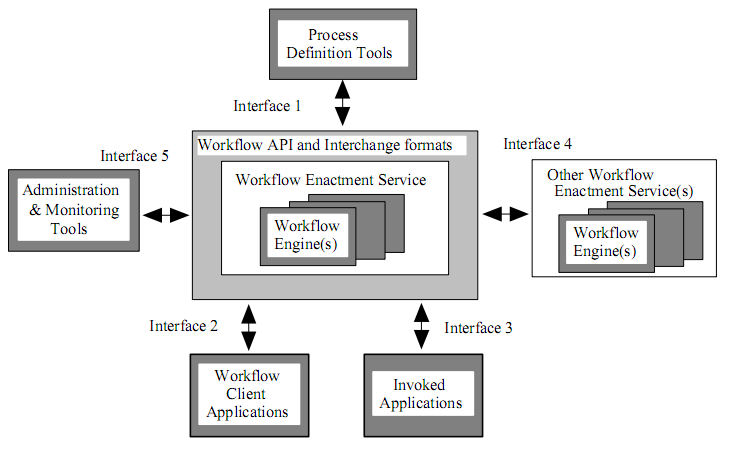 Process
Definition Tools
Interface 1
Workflow API and Interchange formats
Interface 5
Interface 4
Workflow Enactment Service
Workflow
Engine(s)
Administration
& Monitoring
Tools
Other Workflow
Enactment Service(s)
Workflow
Engine(s)
Interface 2
Interface 3
Workflow
Client
Applications
Invoked
Applications